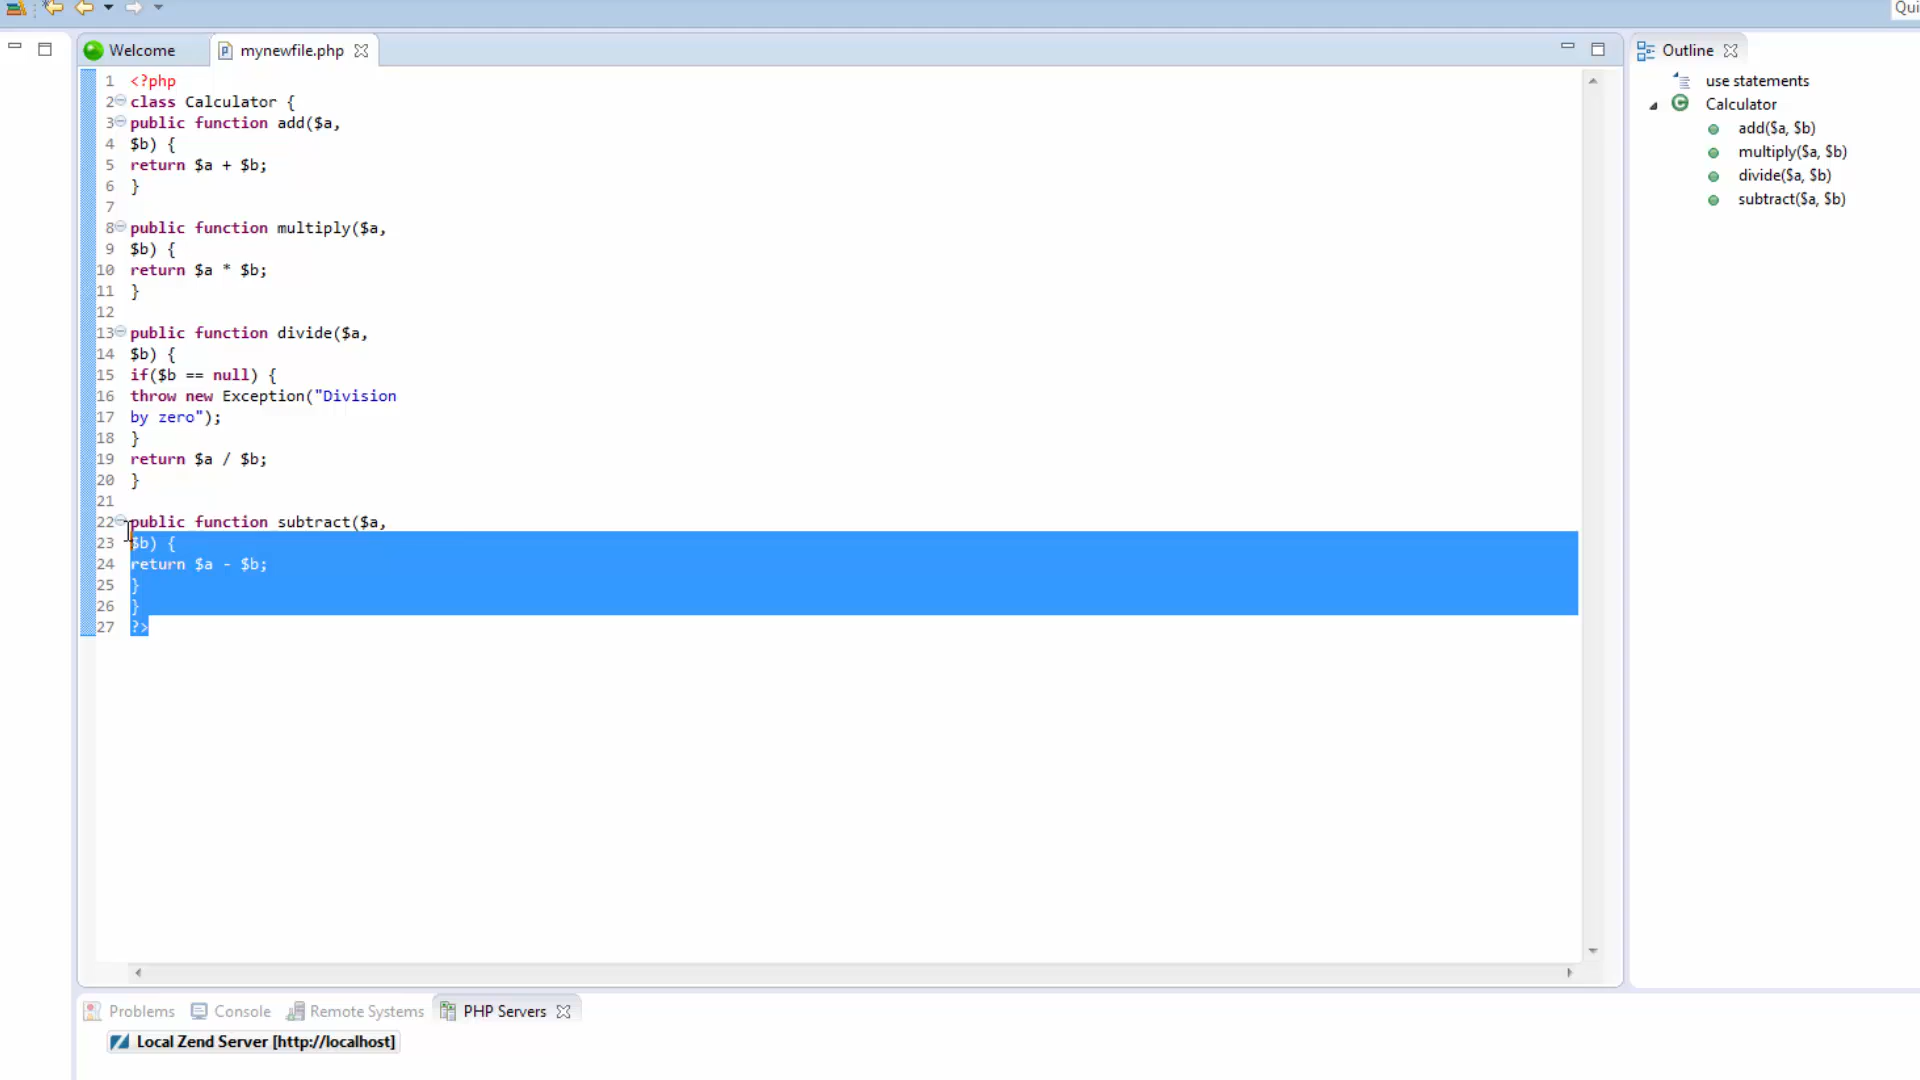 Qui
Welcome
mynewfile.php
1 <?php
2 class Calculator {
3 public function add($a,
4 $b) {
5 return $a + $b;
6 }
7
8 public function multiply($a,
9 $b) {
10 return $a * $b;
11 }
12
13 public function divide($a,
14 $b) {
15 if($b == null) {
16 throw new Exception("Division
17 by zero");
18 }
19 return $a / $b;
20 }
21
22 public function subtract($a,
23 $b) {
24 return $a - $b;
25 }
26 }
27 ?>
Outline
use statements
Calculator
add($a, $b)
multiply($a, $b)
divide($a, $b)
subtract($a, $b)
Problems Console Remote Systems PHP Servers
Local Zend Server [http://localhost]